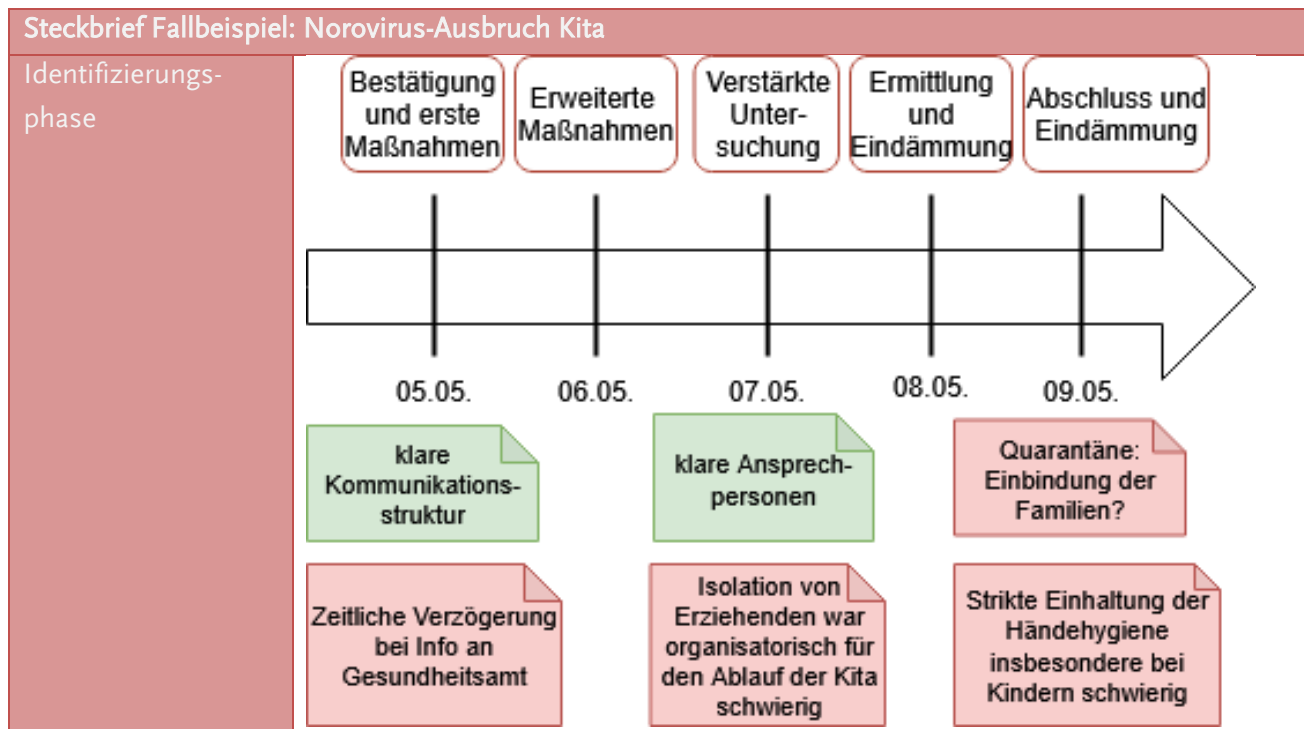 Steckbrief Fallbeispiel: Norovirus-Ausbruch Kita
Identifizierungs-
phase
Bestätigung
und erste
Maßnahmen
Erweiterte
Maßnahmen
Verstärkte
Unter-
suchung
Ermittlung
und
Eindämmung
Abschluss und
Eindämmung
05.05.
06.05.
07.05.
08.05.
09.05.
klare
Kommunikations-
struktur
klare Ansprech-
personen
Quarantäne:
Einbindung der
Familien?
Zeitliche Verzögerung
bei Info an
Gesundheitsamt
Isolation von
Erziehenden war
organisatorisch für
den Ablauf der Kita
schwierig
Strikte Einhaltung der
Händehygiene
insbesondere bei
Kindern schwierig